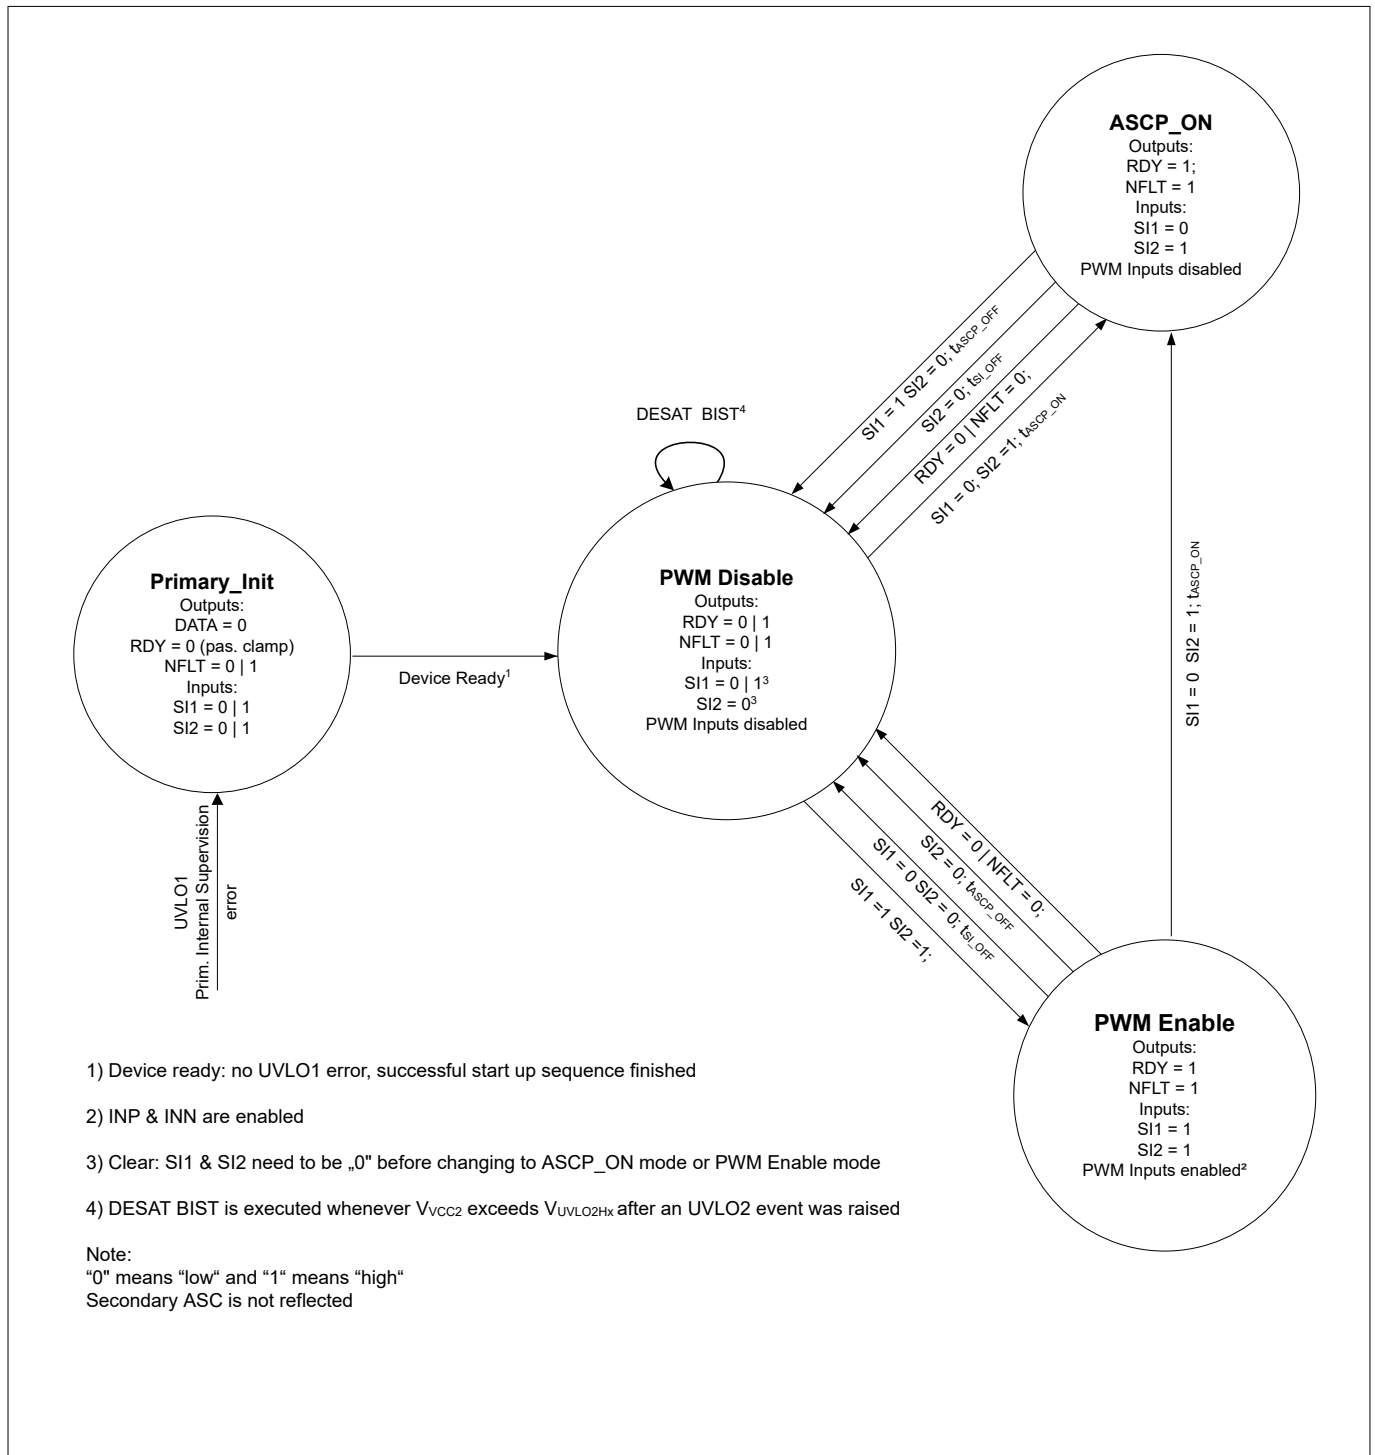 ASCP_ON
Outputs:
RDY = 1;
NFLT = 1
Inputs:
SI1 = 0
SI2 = 1
PWM Inputs disabled
SI1 = 1 SI2 = 0; tASCP_OFF
SI2 = 0; tSI_OFF
RDY = 0 | NFLT = 0;
SI1 = 0; SI2 =1; tASCP_ON
DESAT BIST⁴
Primary_Init
Outputs:
DATA = 0
RDY = 0 (pas. clamp)
NFLT = 0 | 1
Inputs:
SI1 = 0 | 1
SI2 = 0 | 1
Device Ready¹
PWM Disable
Outputs:
RDY = 0 | 1
NFLT = 0 | 1
Inputs:
SI1 = 0 | 1³
SI2 = 0³
PWM Inputs disabled
SI1 = 0 SI2 = 1; tASCP_ON
UVLO1
Prim. Internal Supervision
error
RDY = 0 | NFLT = 0;
SI2 = 0; tASCP_OFF
SI1 = 0 SI2 = 0; tSI_OFF
SI1 =1 SI2 =1;
PWM Enable
Outputs:
RDY = 1
NFLT = 1
Inputs:
SI1 = 1
SI2 = 1
PWM Inputs enabled²
1) Device ready: no UVLO1 error, successful start up sequence finished
2) INP & INN are enabled
3) Clear: SI1 & SI2 need to be „0" before changing to ASCP_ON mode or PWM Enable mode
4) DESAT BIST is executed whenever VVCC2 exceeds VUVLO2Hx after an UVLO2 event was raised
Note:
“0" means “low“ and “1“ means “high“
Secondary ASC is not reflected